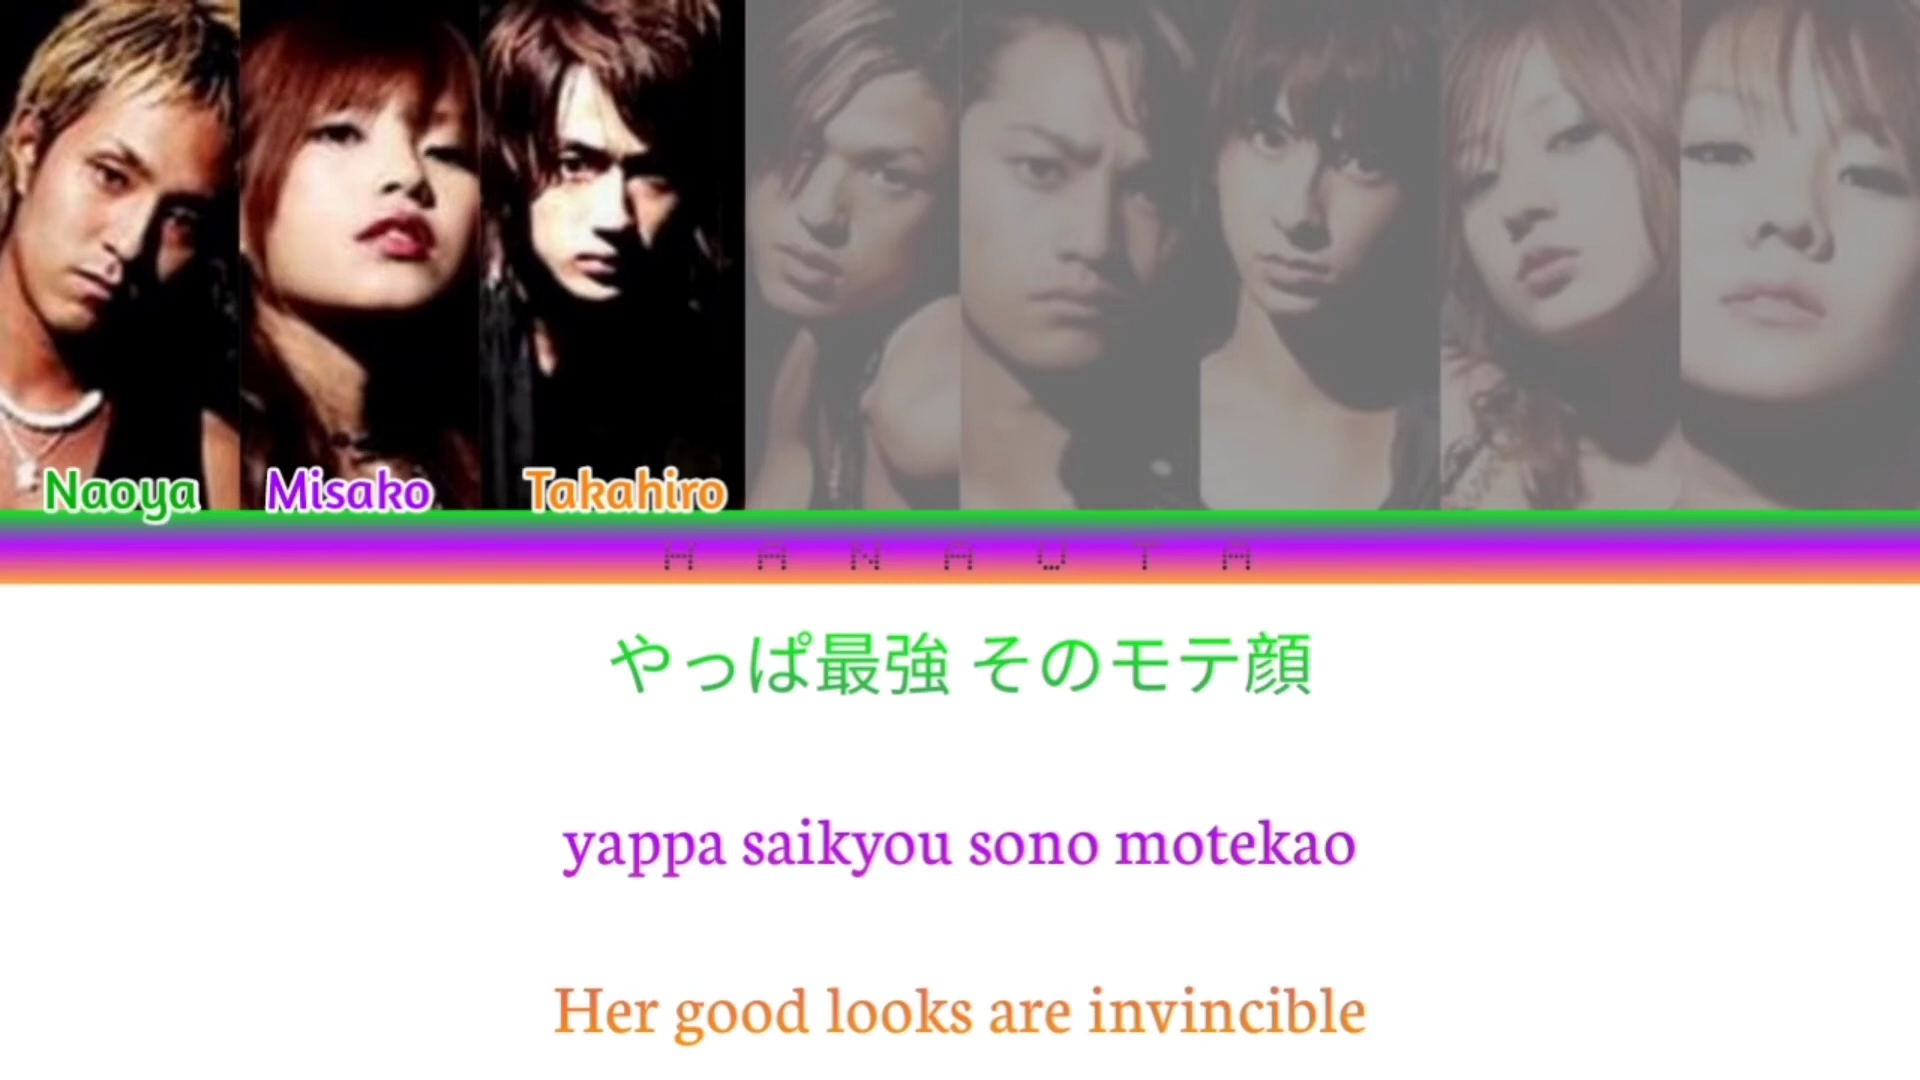 Naoya Misako Takahiro
HANAUTA
やっぱ最強 そのモテ顔
yappa saikyou sono motekao
Her good looks are invincible